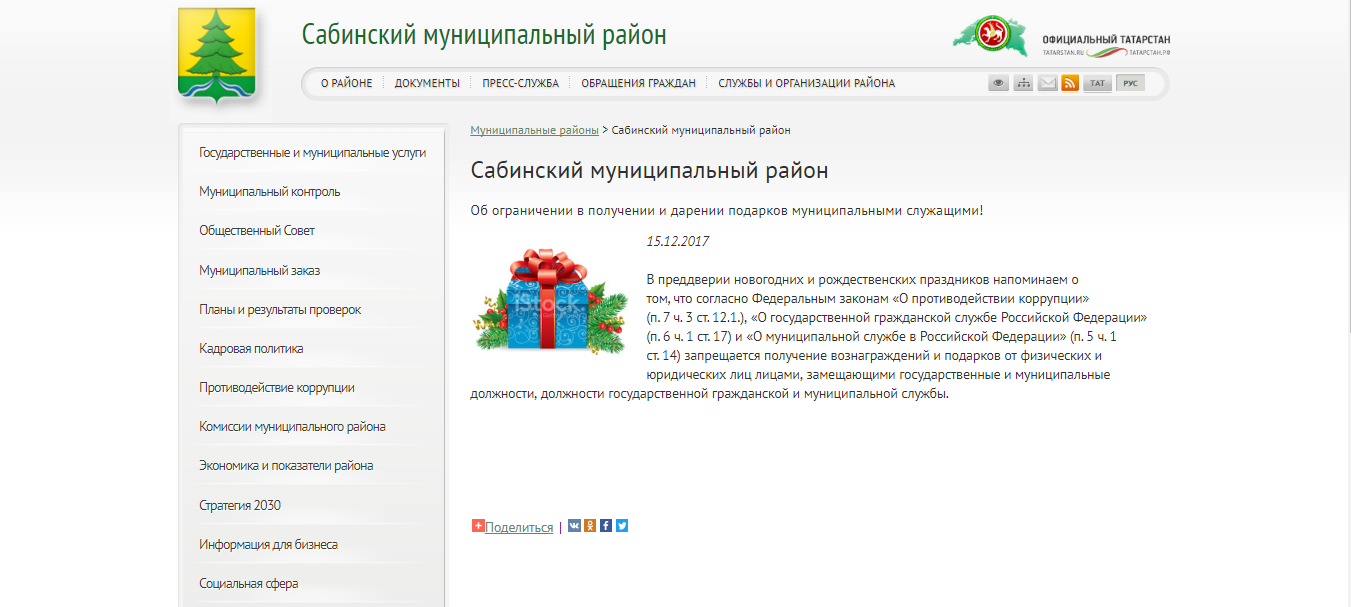 Сабинский муниципальный район
ОФИЦИАЛЬНЫЙ ТАТАРСТАН
TATARSTAN.RU ТАТАРСТАН.РФ
О РАЙОНЕ ДОКУМЕНТЫ ПРЕСС-СЛУЖБА ОБРАЩЕНИЯ ГРАЖДАН СЛУЖБЫ И ОРГАНИЗАЦИИ РАЙОНА ТАТ РУС
Государственные и муниципальные услуги
Муниципальный контроль
Общественный Совет
Муниципальный заказ
Планы и результаты проверок
Кадровая политика
Противодействие коррупции
Комиссии муниципального района
Экономика и показатели района
Стратегия 2030
Информация для бизнеса
Социальная сфера
Муниципальные районы > Сабинский муниципальный район
Сабинский муниципальный район
Об ограничении в получении и дарении подарков муниципальными служащими!
15.12.2017
iStock
В преддверии новогодних и рождественских праздников напоминаем о
том, что согласно Федеральным законам «О противодействии коррупции»
(п. 7 ч. 3 ст. 12.1.), «О государственной гражданской службе Российской Федерации»
(п. 6 ч. 1 ст. 17) и «О муниципальной службе в Российской Федерации» (п. 5 ч. 1
ст. 14) запрещается получение вознаграждений и подарков от физических и
юридических лиц лицами, замещающими государственные и муниципальные
должности, должности государственной гражданской и муниципальной службы.
Поделиться |